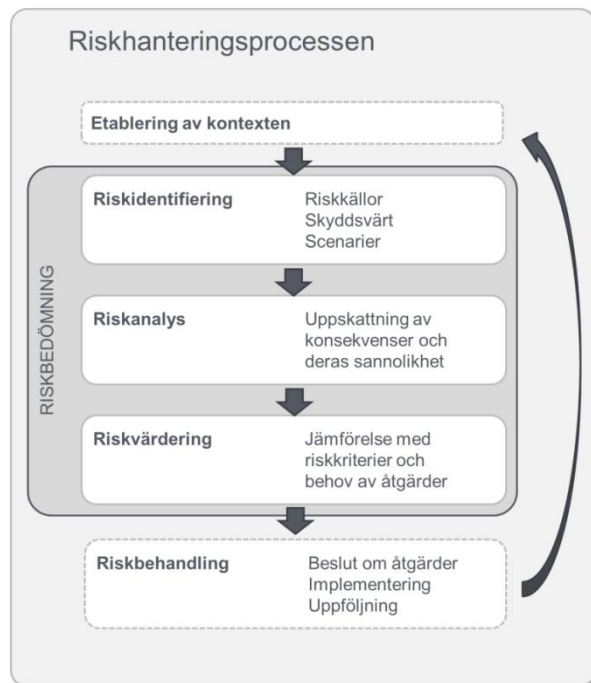 Riskhanteringsprocessen
Etablering av kontexten
RISKBEDÖMNING
Riskidentifiering
Riskkällor
Skyddsvärt
Scenarier
Riskanalys
Uppskattning av
konsekvenser och
deras sannolikhet
Riskvärdering
Jämförelse med
riskkriterier och
behov av åtgärder
Riskbehandling
Beslut om åtgärder
Implementering
Uppföljning